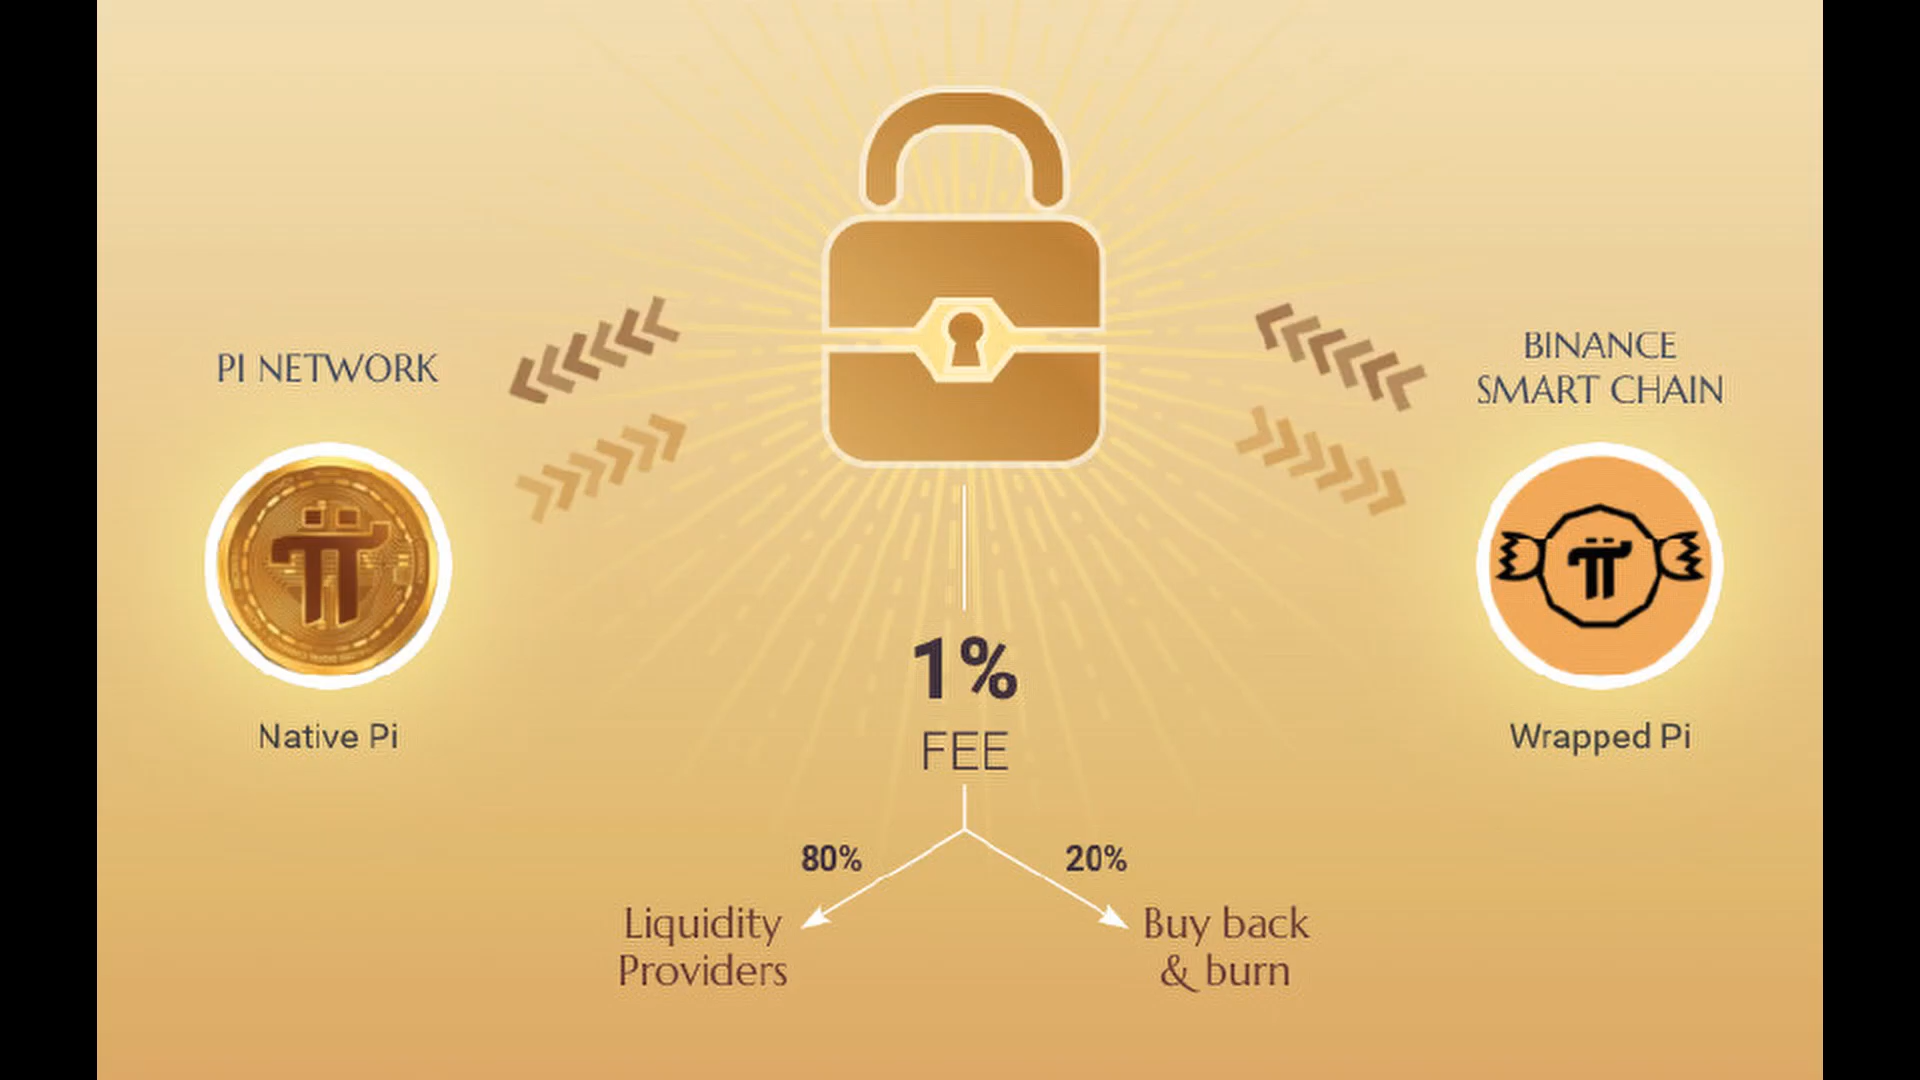 PI NETWORK
Native Pi
1%
FEE
80%
20%
Liquidity
Providers
Buy back
& burn
BINANCE
SMART CHAIN
Wrapped Pi